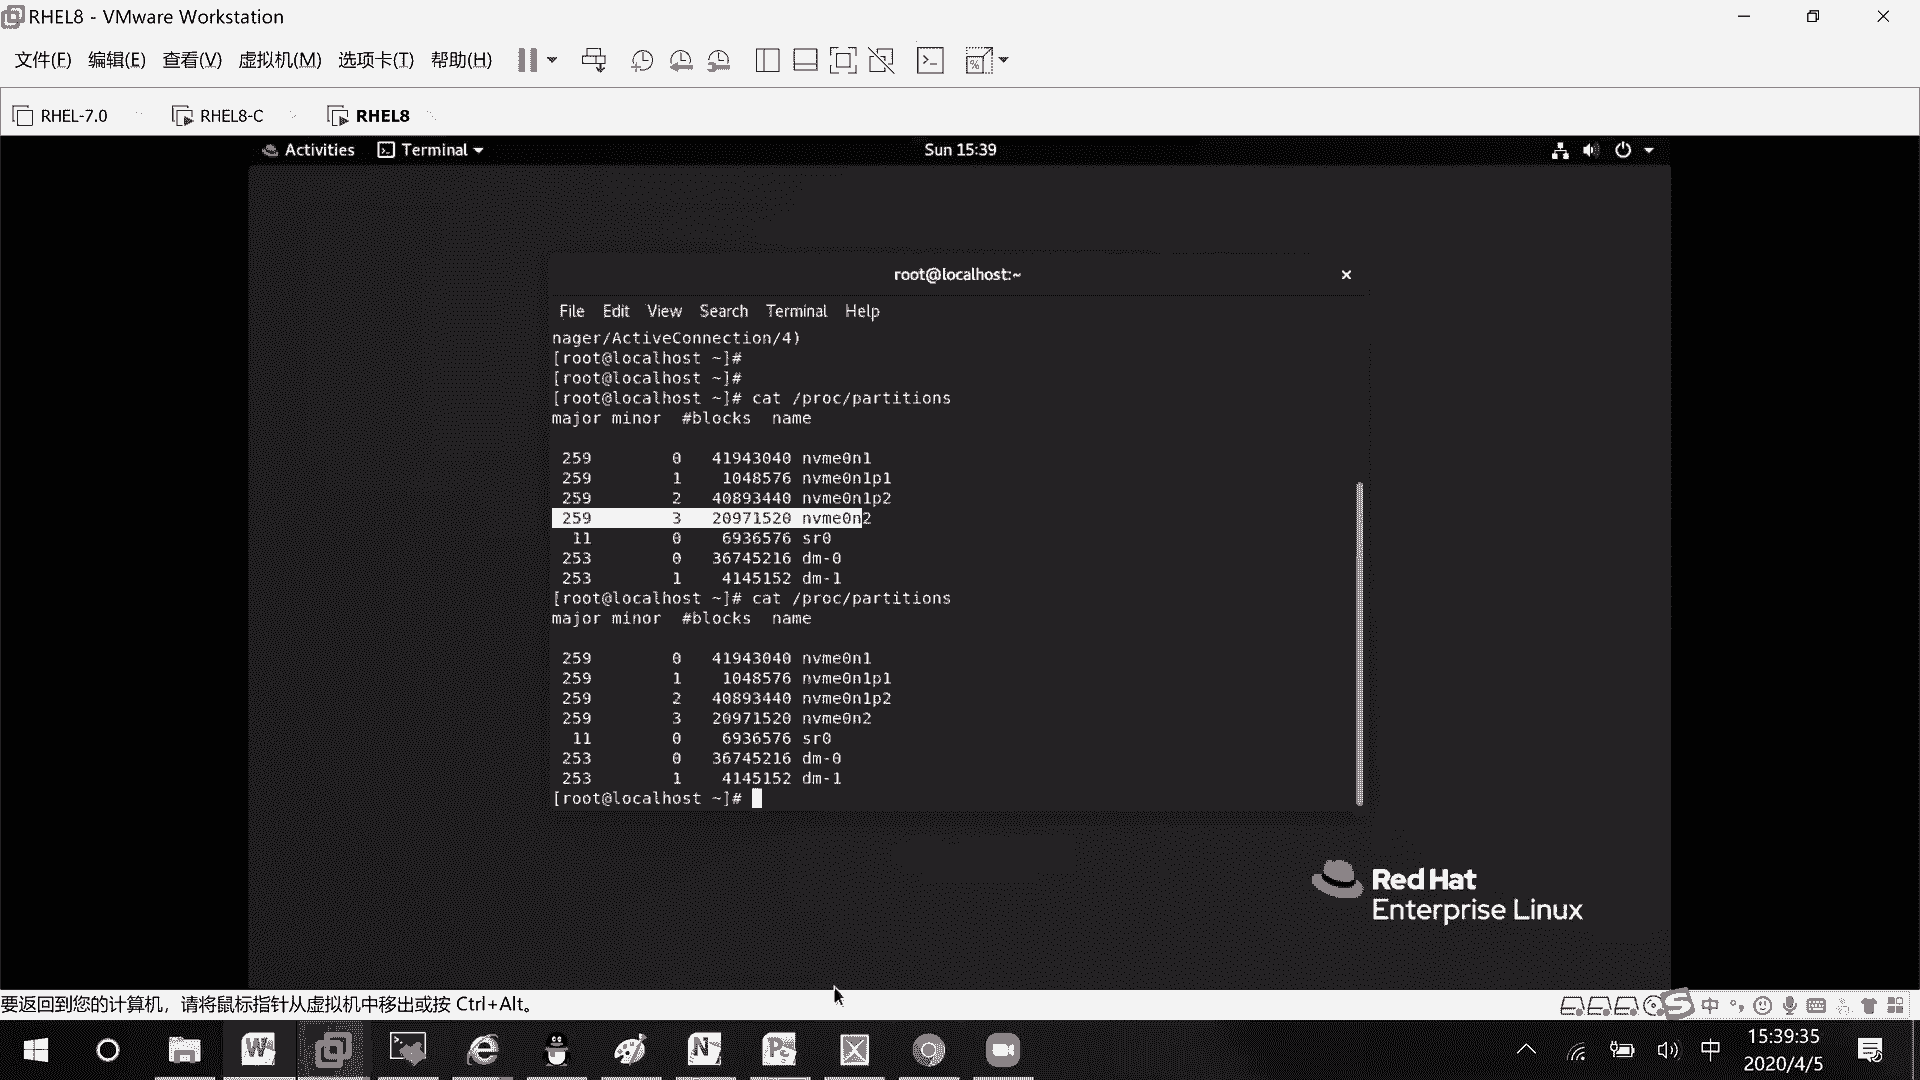 RHEL8 - VMware Workstation
文件(F) 编辑(E) 查看(V) 虚拟机(M) 选项卡(T) 帮助(H)
RHEL-7.0 RHEL8-C RHEL8
Activities Terminal Sun 15:39
root@localhost:~
File Edit View Search Terminal Help
nager/ActiveConnection/4)
[root@localhost ~]#
[root@localhost ~]#
[root@localhost ~]# cat /proc/partitions
major minor  #blocks  name
259        0   41943040 nvme0n1
259        1    1048576 nvme0n1p1
259        2   40893440 nvme0n1p2
259        3   20971520 nvme0n2
11        0    6936576 sr0
253        0   36745216 dm-0
253        1    4145152 dm-1
[root@localhost ~]# cat /proc/partitions
major minor  #blocks  name
259        0   41943040 nvme0n1
259        1    1048576 nvme0n1p1
259        2   40893440 nvme0n1p2
259        3   20971520 nvme0n2
11        0    6936576 sr0
253        0   36745216 dm-0
253        1    4145152 dm-1
[root@localhost ~]#
Red Hat
Enterprise Linux
要返回到您的计算机，请将鼠标指针从虚拟机中移出或按 Ctrl+Alt。
中
中
15:39:35
2020/4/5